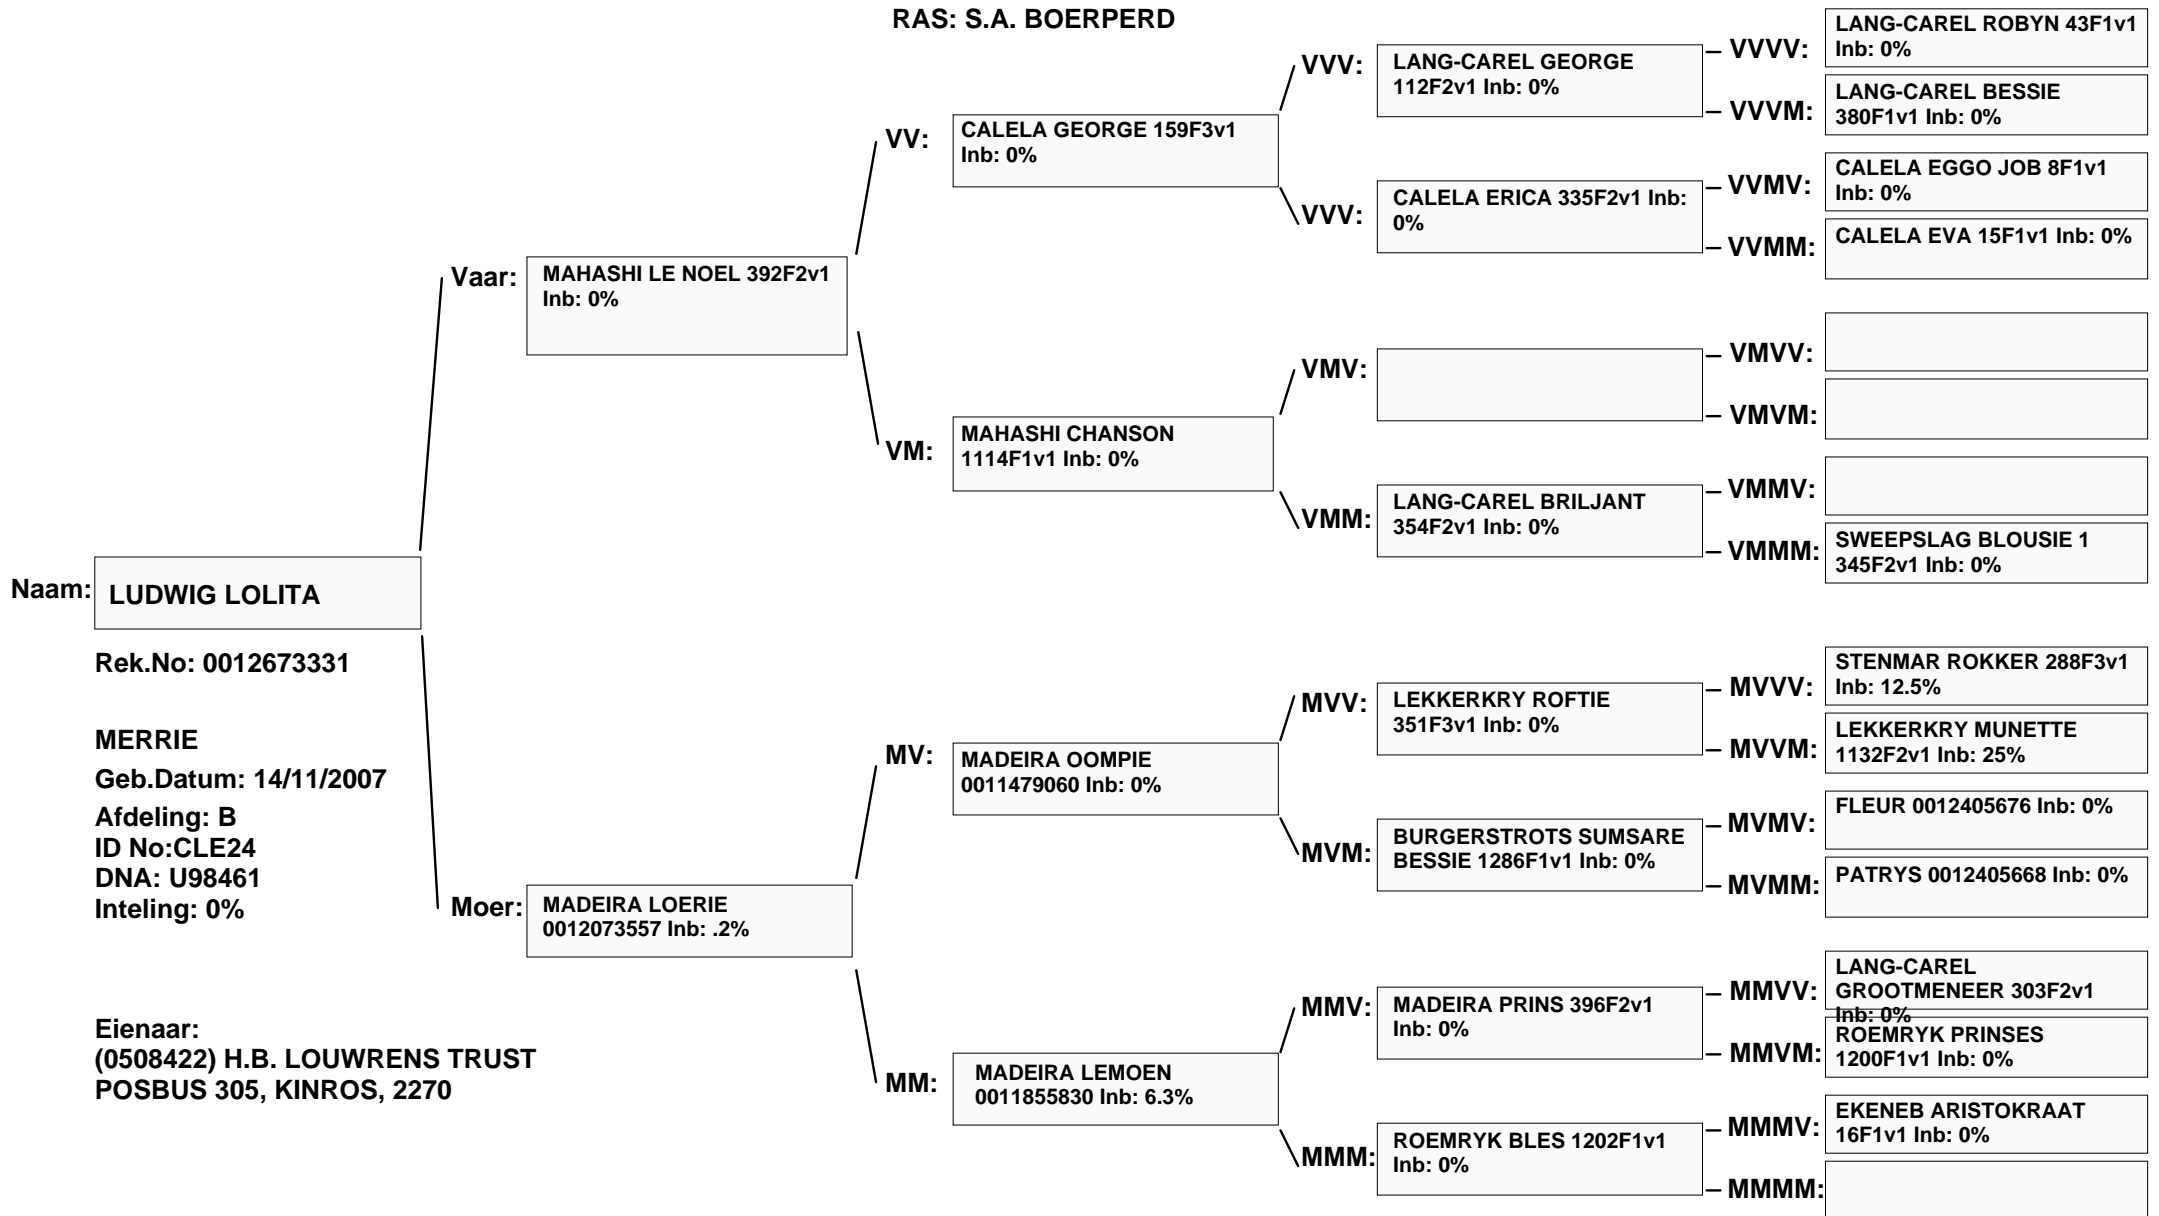 RAS: S.A. BOERPERD
Naam:
LUDWIG LOLITA
Rek.No: 0012673331
MERRIE
Geb.Datum: 14/11/2007
Afdeling: B
ID No:CLE24
DNA: U98461
Inteling: 0%
Eienaar:
(0508422) H.B. LOUWRENS TRUST
POSBUS 305, KINROS, 2270
Vaar:
MAHASHI LE NOEL 392F2v1
Inb: 0%
Moer:
MADEIRA LOERIE
0012073557 Inb: .2%
VV:
CALELA GEORGE 159F3v1
Inb: 0%
VM:
MAHASHI CHANSON
1114F1v1 Inb: 0%
MV:
MADEIRA OOMPIE
0011479060 Inb: 0%
MM:
MADEIRA LEMOEN
0011855830 Inb: 6.3%
VVV:
LANG-CAREL GEORGE
112F2v1 Inb: 0%
VVV:
CALELA ERICA 335F2v1 Inb:
0%
VMV:
VMM:
LANG-CAREL BRILJANT
354F2v1 Inb: 0%
MVV:
LEKKERKRY ROFTIE
351F3v1 Inb: 0%
MVM:
BURGERSTROTS SUMSARE
BESSIE 1286F1v1 Inb: 0%
MMV:
MADEIRA PRINS 396F2v1
Inb: 0%
MMM:
ROEMRYK BLES 1202F1v1
Inb: 0%
VVVV:
LANG-CAREL ROBYN 43F1v1
Inb: 0%
VVVM:
LANG-CAREL BESSIE
380F1v1 Inb: 0%
VVMV:
CALELA EGGO JOB 8F1v1
Inb: 0%
VVMM:
CALELA EVA 15F1v1 Inb: 0%
VMVV:
VMVM:
VMMV:
VMMM:
SWEEPSLAG BLOUSIE 1
345F2v1 Inb: 0%
MVVV:
STENMAR ROKKER 288F3v1
Inb: 12.5%
MVVM:
LEKKERKRY MUNETTE
1132F2v1 Inb: 25%
MVMV:
FLEUR 0012405676 Inb: 0%
MVMM:
PATRYS 0012405668 Inb: 0%
MMVV:
LANG-CAREL
GROOTMENEER 303F2v1
Inb: 0%
MMVM:
ROEMRYK PRINSES
1200F1v1 Inb: 0%
MMMV:
EKENEB ARISTOKRAAT
16F1v1 Inb: 0%
MMMM: